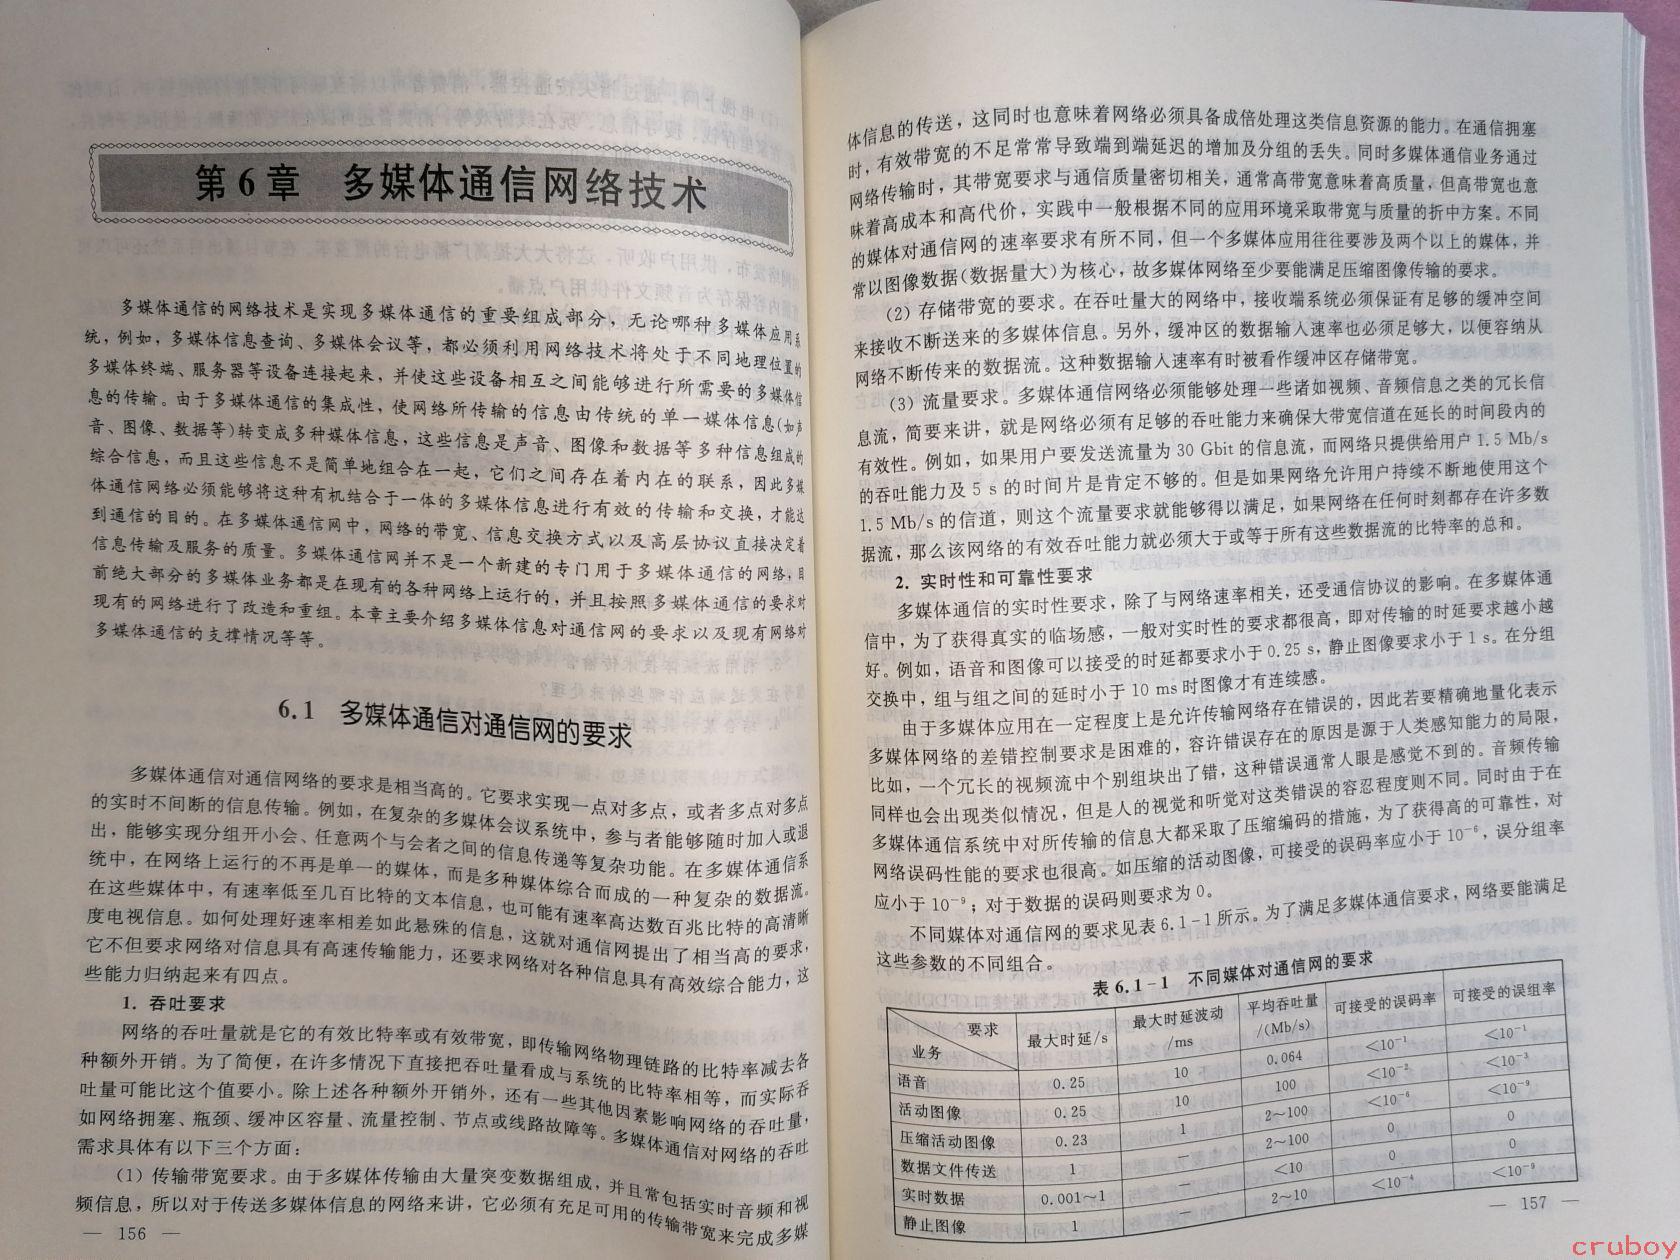 第6章 多媒体通信网络技术
多媒体通信的网络技术是实现多媒体通信的重要组成部分，无论哪种多媒体应用系
统，例如，多媒体信息查询、多媒体会议等，都必须利用网络技术将处于不同地理位置的
多媒体终端、服务器等设备连接起来，并使这些设备相互之间能够进行所需要的多媒体信
息的传输。由于多媒体通信的集成性，使网络所传输的信息由传统的单一媒体信息(如声
音、图像、数据等)转变成多种媒体信息，这些信息是声音、图像和数据等多种信息组成的
综合信息，而且这些信息不是简单地组合在一起，它们之间存在着内在的联系，因此多媒
体通信网络必须能够将这种有机结合于一体的多媒体信息进行有效的传输和交换，才能达
到通信的目的。在多媒体通信网中，网络的带宽、信息交换方式以及高层协议直接决定着
信息传输及服务的质量。多媒体通信网并不是一个新建的专门用于多媒体通信的网络，目
前绝大部分的多媒体业务都是在现有的各种网络上运行的，并且按照多媒体通信的要求对
现有的网络进行了改造和重组。本章主要介绍多媒体信息对通信网的要求以及现有网络对
多媒体通信的支撑情况等等。
6.1 多媒体通信对通信网的要求
多媒体通信对通信网络的要求是相当高的。它要求实现一点对多点，或者多点对多点
的实时不间断的信息传输。例如，在复杂的多媒体会议系统中，参与者能够随时加入或退
出，能够实现分组开小会、任意两个与会者之间的信息传递等复杂功能。在多媒体通信系
统中，在网络上运行的不再是单一的媒体，而是多种媒体综合而成的一种复杂的数据流。
在这些媒体中，有速率低至几百比特的文本信息，也可能有速率高达数百兆比特的高清晰
度电视信息。如何处理好速率相差如此悬殊的信息，这就对通信网提出了相当高的要求，
它不但要求网络对信息具有高速传输能力，还要求网络对各种信息具有高效综合能力，这
些能力归纳起来有四点。
1. 吞吐要求
网络的吞吐量就是它的有效比特率或有效带宽，即传输网络物理链路的比特率减去各
种额外开销。为了简便，在许多情况下直接把吞吐量看成与系统的比特率相等，而实际吞
吐量可能比这个值要小。除上述各种额外开销外，还有一些其他因素影响网络的吞吐量，
如网络拥塞、瓶颈、缓冲区容量、流量控制、节点或线路故障等。多媒体通信对网络的吞吐
需求具体有以下三个方面：
(1) 传输带宽要求。由于多媒体传输由大量突变数据组成，并且常包括实时音频和视
频信息，所以对于传送多媒体信息的网络来讲，它必须有充足可用的传输带宽来完成多媒
— 156 —
体信息的传送，这同时也意味着网络必须具备成倍处理这类信息资源的能力。在通信拥塞
时，有效带宽的不足常常导致端到端延迟的增加及分组的丢失。同时多媒体通信业务通过
网络传输时，其带宽要求与通信质量密切相关，通常高带宽意味着高质量，但高带宽也意
味着高成本和高代价，实践中一般根据不同的应用环境采取带宽与质量的折中方案。不同
的媒体对通信网的速率要求有所不同，但一个多媒体应用往往要涉及两个以上的媒体，并
常以图像数据(数据量大)为核心，故多媒体网络至少要能满足压缩图像传输的要求。
(2) 存储带宽的要求。在吞吐量大的网络中，接收端系统必须保证有足够的缓冲空间
来接收不断送来的多媒体信息。另外，缓冲区的数据输入速率也必须足够大，以便容纳从
网络不断传来的数据流。这种数据输入速率有时被看作缓冲区存储带宽。
(3) 流量要求。多媒体通信网络必须能够处理一些诸如视频、音频信息之类的冗长信
息流，简要来讲，就是网络必须有足够的吞吐能力来确保大带宽信道在延长的时间段内的
有效性。例如，如果用户要发送流量为 30 Gbit 的信息流，而网络只提供给用户 1.5 Mb/s
的吞吐能力及 5 s 的时间片是肯定不够的。但是如果网络允许用户持续不断地使用这个
1.5 Mb/s 的信道，则这个流量要求就能够得以满足，如果网络在任何时刻都存在许多数
据流，那么该网络的有效吞吐能力就必须大于或等于所有这些数据流的比特率的总和。
2. 实时性和可靠性要求
多媒体通信的实时性要求，除了与网络速率相关，还受通信协议的影响。在多媒体通
信中，为了获得真实的临场感，一般对实时性的要求都很高，即对传输的时延要求越小越
好。例如，语音和图像可以接受的时延都要求小于 0.25 s，静止图像要求小于 1 s。在分组
交换中，组与组之间的延时小于 10 ms 时图像才有连续感。
由于多媒体应用在一定程度上是允许传输网络存在错误的，因此若要精确地量化表示
多媒体网络的差错控制要求是困难的，容许错误存在的原因是源于人类感知能力的局限，
比如，一个冗长的视频流中个别组块出了错，这种错误通常人眼是感觉不到的。音频传输
同样也会出现类似情况，但是人的视觉和听觉对这类错误的容忍程度则不同。同时由于在
多媒体通信系统中对所传输的信息大都采取了压缩编码的措施，为了获得高的可靠性，对
网络误码性能的要求也很高。如压缩的活动图像，可接受的误码率应小于 10⁻⁶，误分组率
应小于 10⁻⁹；对于数据的误码则要求为 0。
不同媒体对通信网的要求见表 6.1-1 所示。为了满足多媒体通信要求，网络要能满足
这些参数的不同组合。
表 6.1-1 不同媒体对通信网的要求
要求 业务 最大时延/s 最大时延波动/ms 平均吞吐量/(Mb/s) 可接受的误码率 可接受的误组率
语音 0.25 10 0.064 <10⁻¹ <10⁻¹
活动图像 0.25 10 100 <10⁻² <10⁻³
压缩活动图像 0.23 1 2~100 <10⁻⁶ <10⁻⁹
数据文件传送 1 — 2~100 0 0
实时数据 0.001~1 — <10 0 0
静止图像 1 — 2~10 <10⁻⁴ <10⁻⁹
— 157 —
cruboy